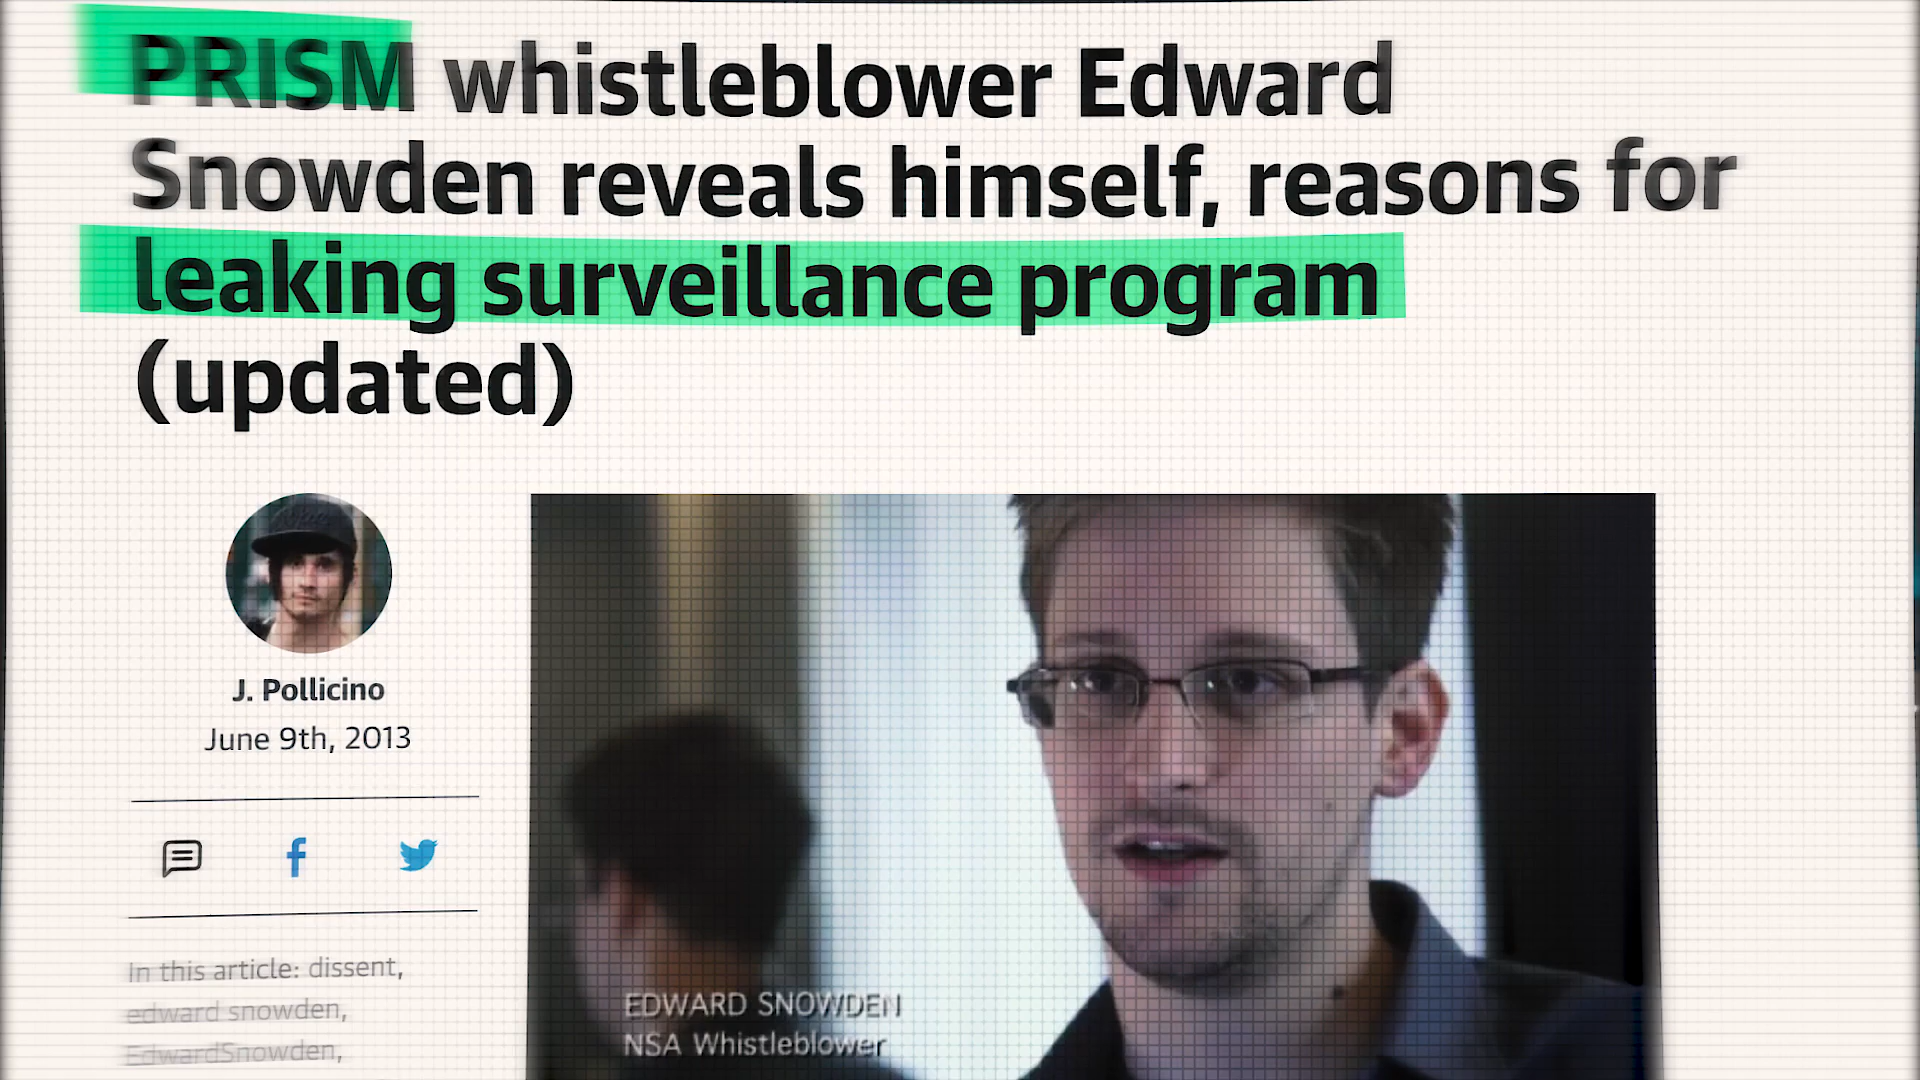 PRISM whistleblower Edward
Snowden reveals himself, reasons for
leaking surveillance program
(updated)
J. Pollicino
June 9th, 2013
In this article: dissent,
edward snowden,
EdwardSnowden,
EDWARD SNOWDEN
NSA Whistleblower